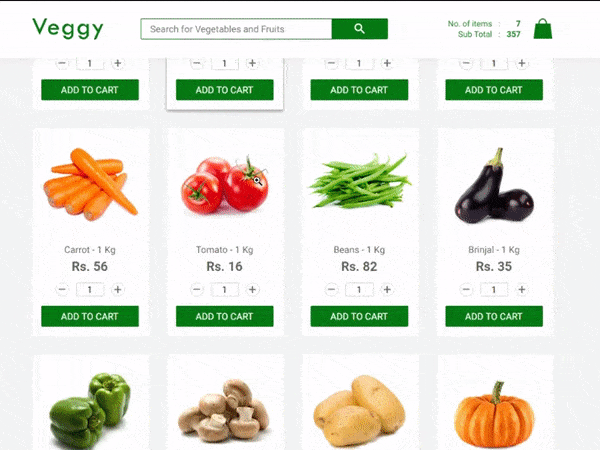 Veggy
Search for Vegetables and Fruits
No. of items : 7
Sub Total : 357
1
1
1
1
ADD TO CART
ADD TO CART
ADD TO CART
ADD TO CART
Carrot - 1 Kg
Tomato - 1 Kg
Beans - 1 Kg
Brinjal - 1 Kg
Rs. 56
Rs. 16
Rs. 82
Rs. 35
− 1 +
− 1 +
− 1 +
− 1 +
ADD TO CART
ADD TO CART
ADD TO CART
ADD TO CART